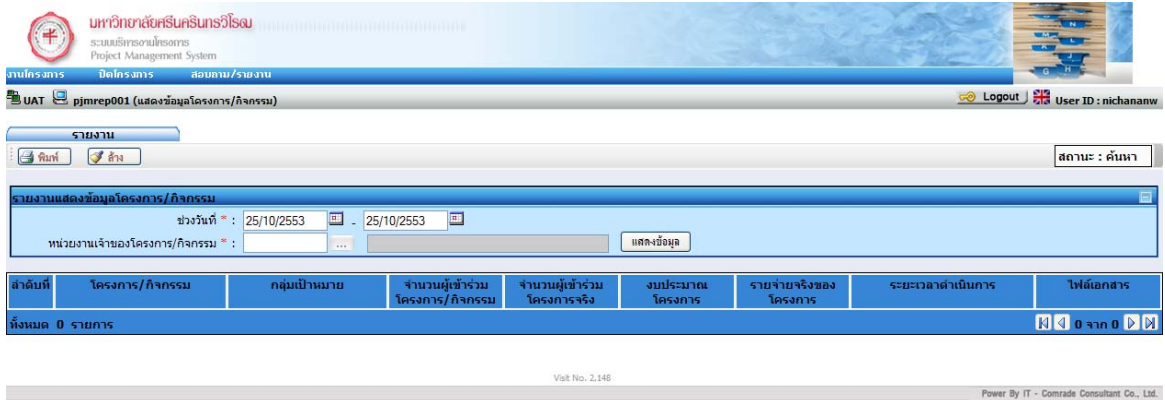 มหาวิทยาลัยศรีนครินทรวิโรฒ
ระบบบริหารงานโครงการ
Project Management System
งานโครงการ ปิดโครงการ สอบถาม/รายงาน
UAT pjmrep001 (แสดงข้อมูลโครงการ/กิจกรรม) Logout User ID : nichananw
รายงาน
พิมพ์ ล้าง สถานะ : ค้นหา
รายงานแสดงข้อมูลโครงการ/กิจกรรม
ช่วงวันที่ * : 25/10/2553 - 25/10/2553
หน่วยงานเจ้าของโครงการ/กิจกรรม * : ... แสดงข้อมูล
ลำดับที่ โครงการ/กิจกรรม กลุ่มเป้าหมาย จำนวนผู้เข้าร่วม จำนวนผู้เข้าร่วม งบประมาณ รายจ่ายจริงของ ระยะเวลาดำเนินการ ไฟล์เอกสาร
โครงการ/กิจกรรม โครงการจริง โครงการ โครงการ
ทั้งหมด 0 รายการ 0 จาก 0
Visit No. 2,148
Power By IT - Comrade Consultant Co., Ltd.